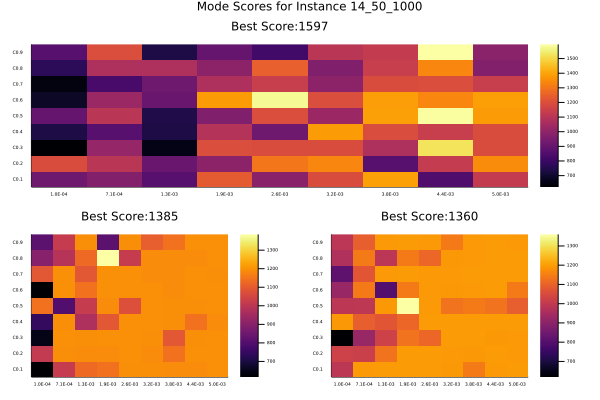 Mode Scores for Instance 14_50_1000
Best Score:1597
C0.9
C0.8
C0.7
C0.6
C0.5
C0.4
C0.3
C0.2
C0.1
1.0E-04 7.1E-04 1.3E-03 1.9E-03 2.6E-03 3.2E-03 3.8E-03 4.4E-03 5.0E-03
1500
1400
1300
1200
1100
1000
900
800
700
Best Score:1385
C0.9
C0.8
C0.7
C0.6
C0.5
C0.4
C0.3
C0.2
C0.1
1.0E-04 7.1E-04 1.3E-03 1.9E-03 2.6E-03 3.2E-03 3.8E-03 4.4E-03 5.0E-03
1300
1200
1100
1000
900
800
700
Best Score:1360
C0.9
C0.8
C0.7
C0.6
C0.5
C0.4
C0.3
C0.2
C0.1
1.0E-04 7.1E-04 1.3E-03 1.9E-03 2.6E-03 3.2E-03 3.8E-03 4.4E-03 5.0E-03
1300
1200
1100
1000
900
800
700